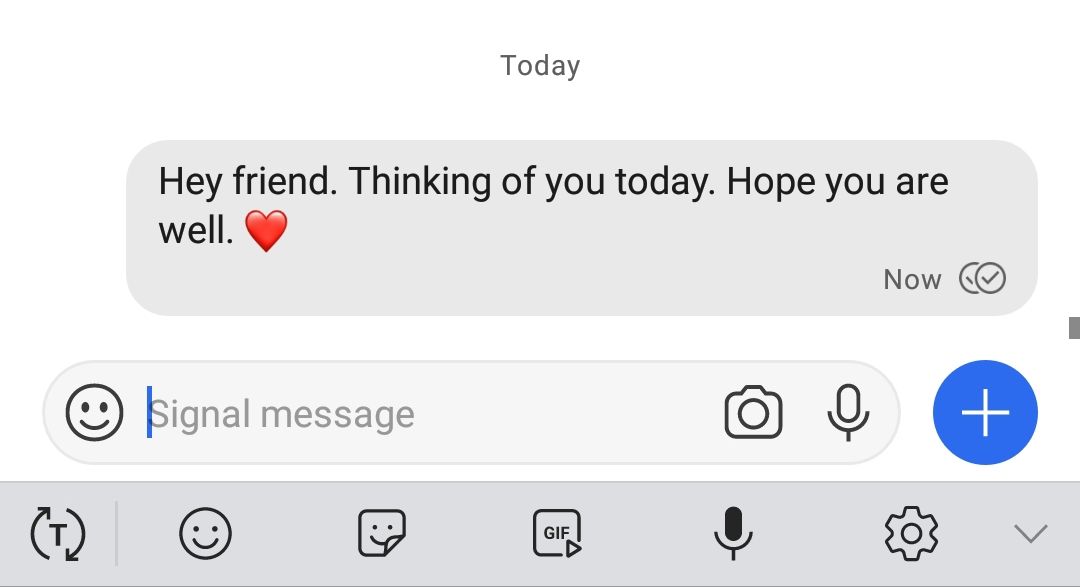 Today
Hey friend. Thinking of you today. Hope you are
well. ❤️
Now
Signal message
T
GIF